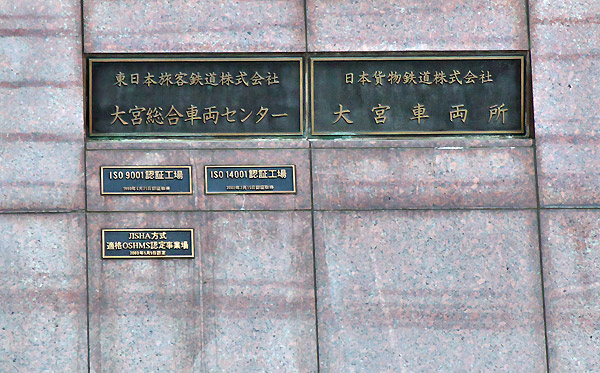 東日本旅客鉄道株式会社
大宮総合車両センター
日本貨物鉄道株式会社
大宮車両所
ISO 9001認証工場
ISO 14001認証工場
JISHA方式
適格OSHMS認定事業場